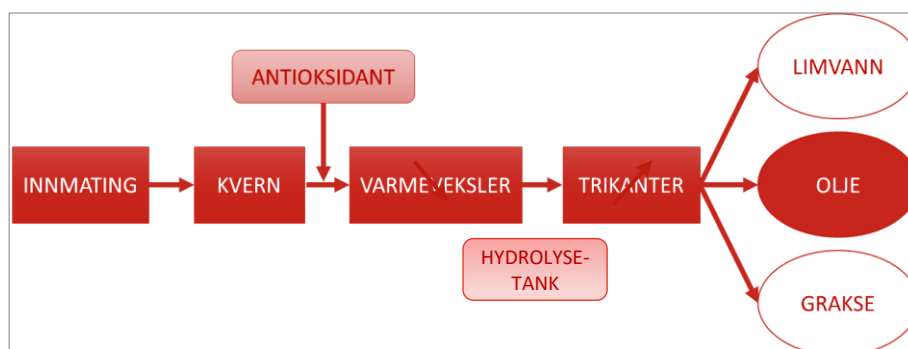 ANTIOKSIDANT
LIMVANN
INNMATING
KVERN
VARMEVEKSLER
TRIKANTER
OLJE
HYDROLYSE-
TANK
GRAKSE